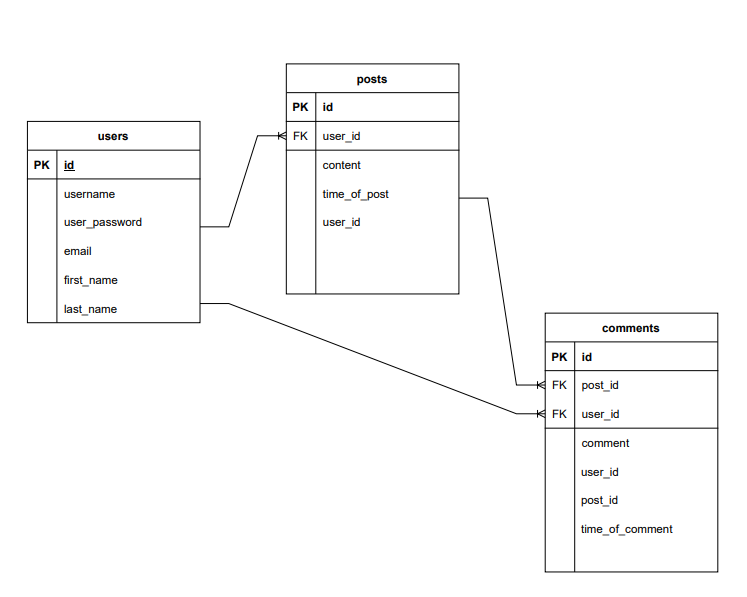 users
PK id
username
user_password
email
first_name
last_name
posts
PK id
FK user_id
content
time_of_post
user_id
comments
PK id
FK post_id
FK user_id
comment
user_id
post_id
time_of_comment